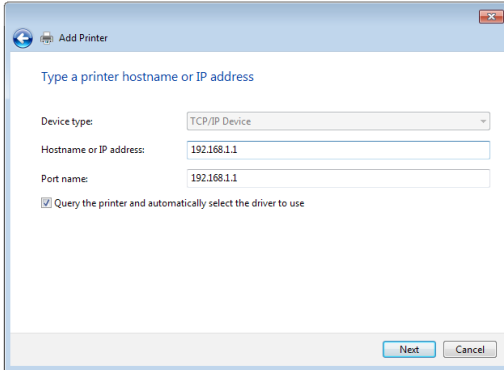 Add Printer
Type a printer hostname or IP address
Device type: TCP/IP Device
Hostname or IP address: 192.168.1.1
Port name: 192.168.1.1
Query the printer and automatically select the driver to use
Next Cancel